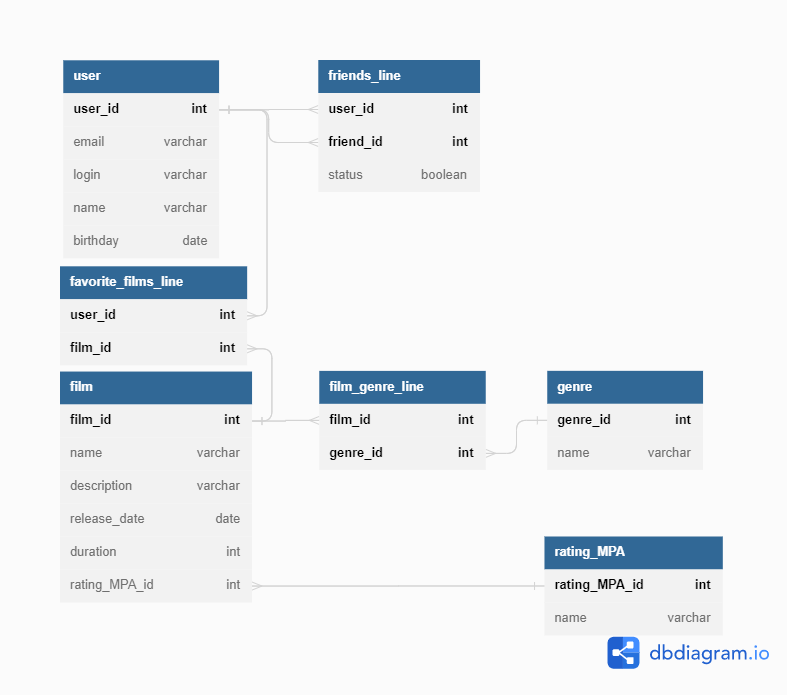 user
user_id int
email varchar
login varchar
name varchar
birthday date
friends_line
user_id int
friend_id int
status boolean
favorite_films_line
user_id int
film_id int
film
film_id int
name varchar
description varchar
release_date date
duration int
rating_MPA_id int
film_genre_line
film_id int
genre_id int
genre
genre_id int
name varchar
rating_MPA
rating_MPA_id int
name varchar
dbdiagram.io